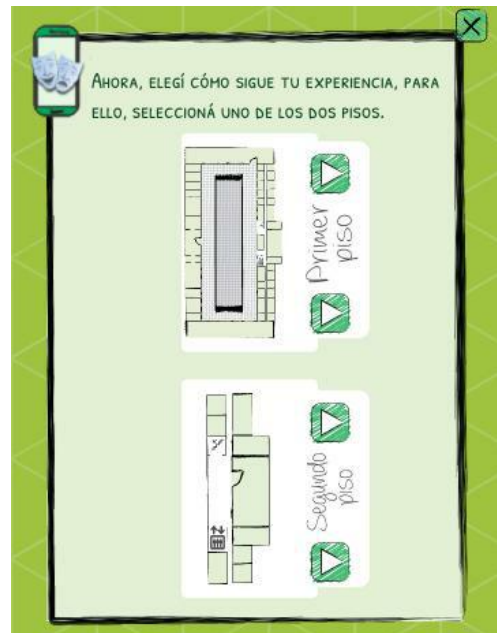 Ahora, elegí cómo sigue tu experiencia, para
ello, seleccioná uno de los dos pisos.
Primer
piso
Segundo
piso